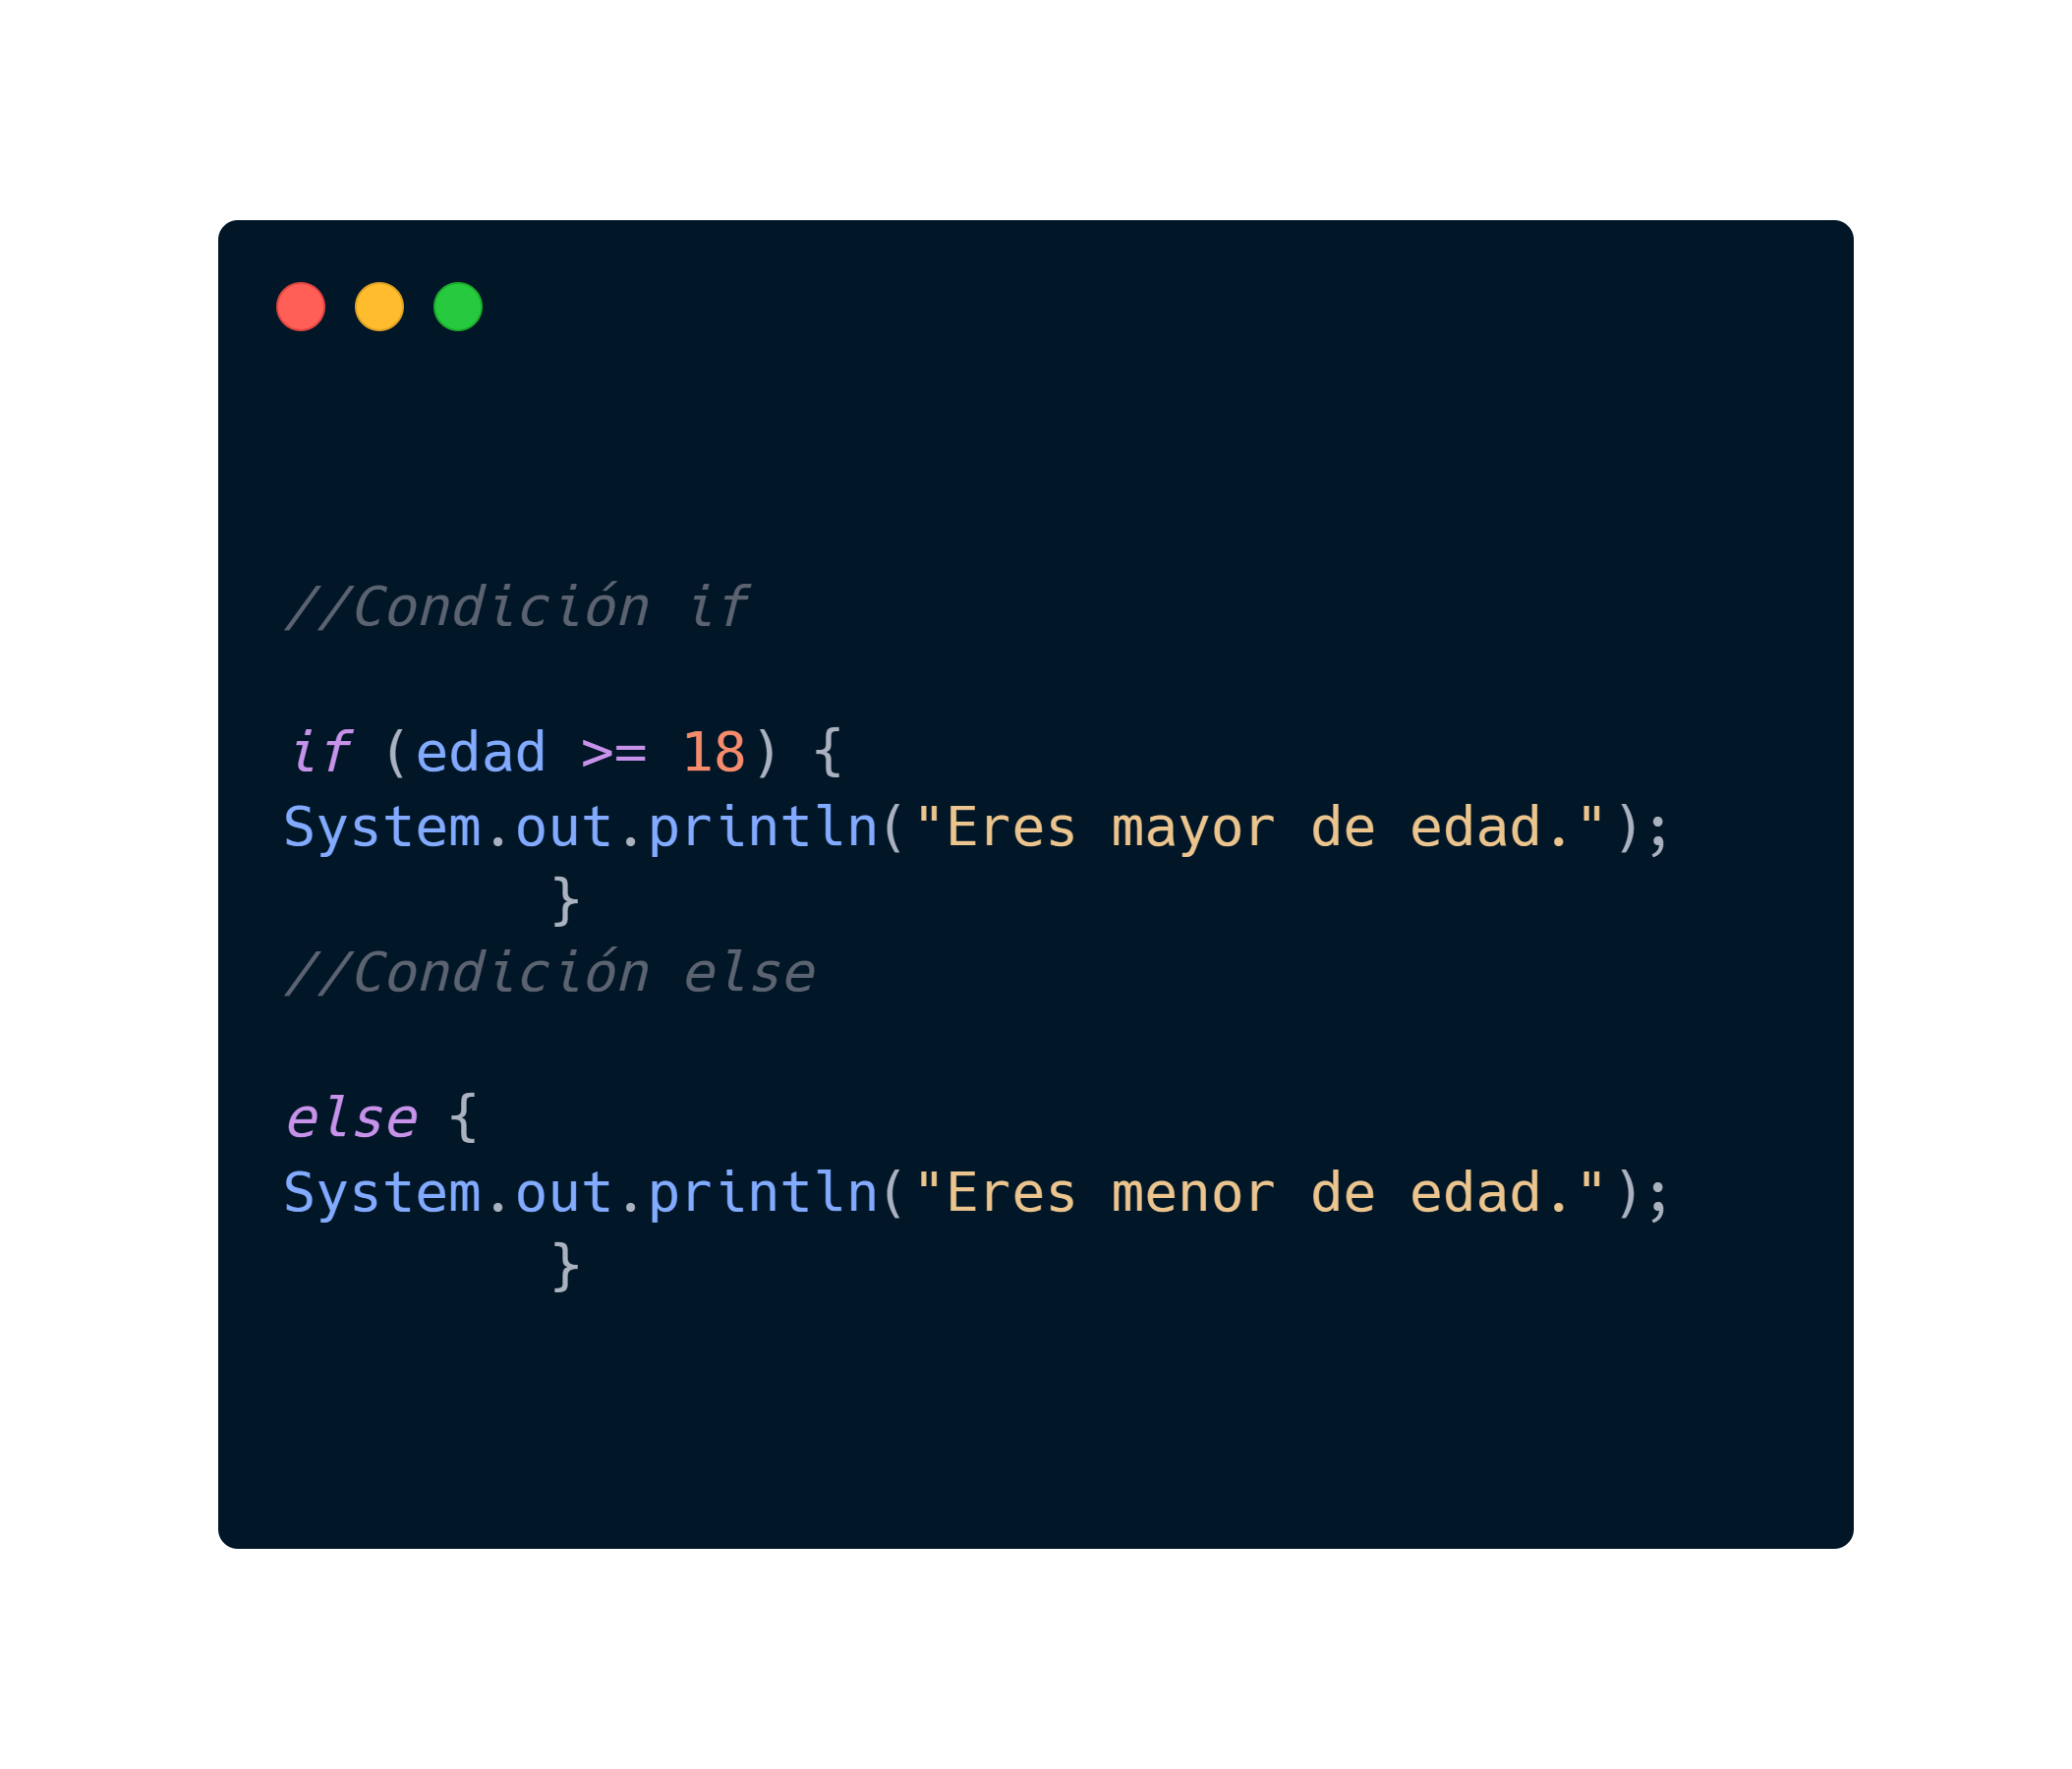 //Condición if
if (edad >= 18) {
System.out.println("Eres mayor de edad.");
}
//Condición else
else {
System.out.println("Eres menor de edad.");
}